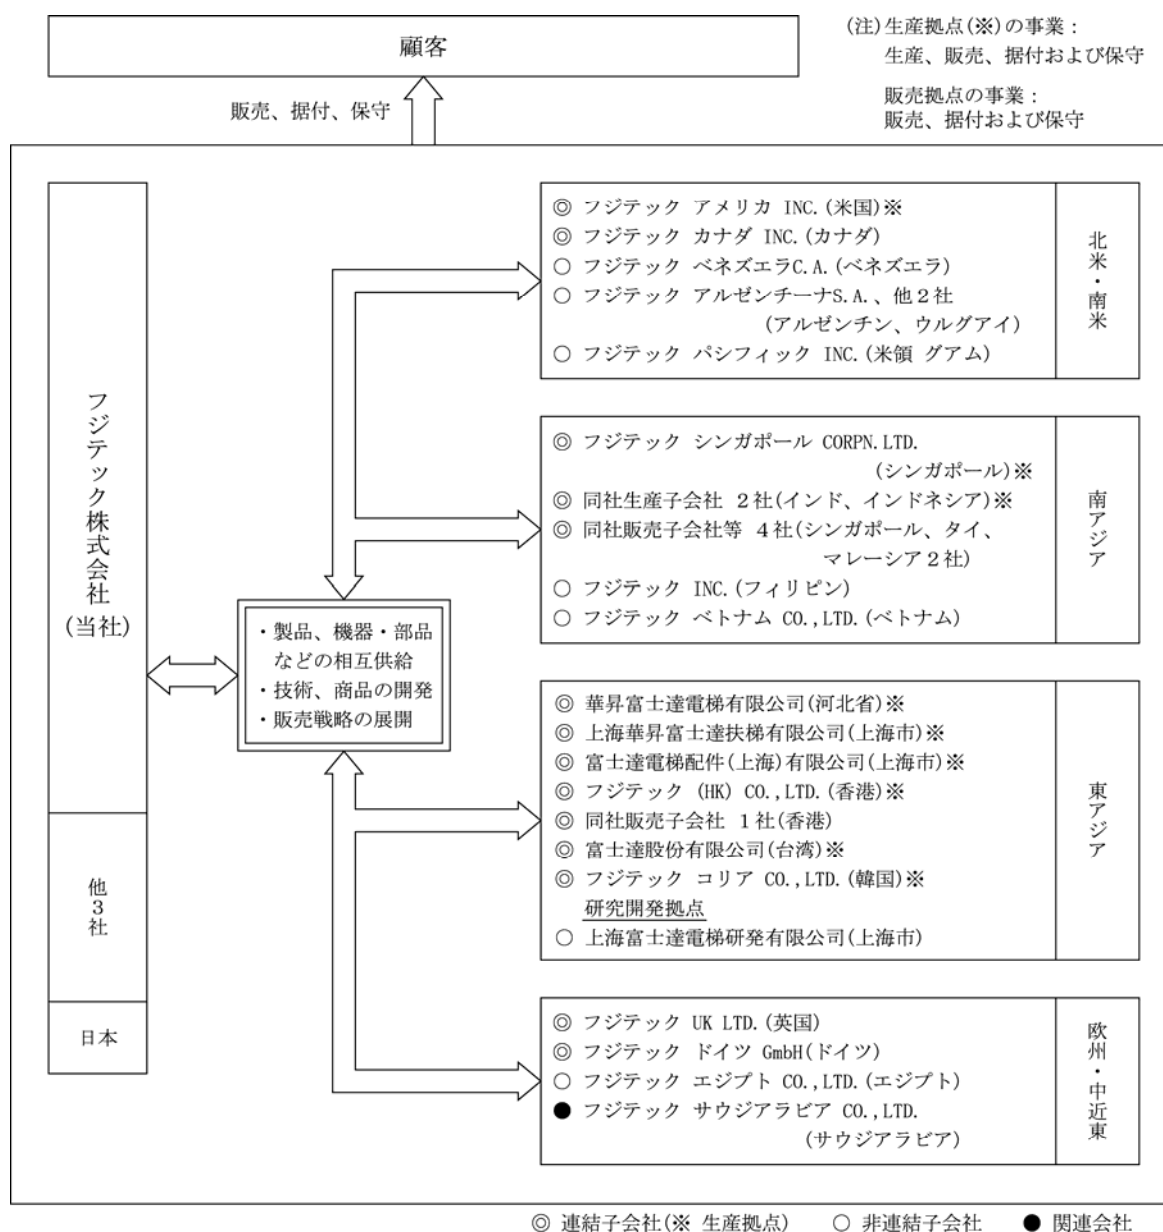 顧客
(注)生産拠点(※)の事業：
生産、販売、据付および保守
販売拠点の事業：
販売、据付および保守
販売、据付、保守
フジテック株式会社
(当社)
他3社
日本
・製品、機器・部品
などの相互供給
・技術、商品の開発
・販売戦略の展開
◎ フジテック アメリカ INC.(米国)※
◎ フジテック カナダ INC.(カナダ)
○ フジテック ベネズエラC.A.(ベネズエラ)
○ フジテック アルゼンチーナS.A.、他2社
(アルゼンチン、ウルグアイ)
○ フジテック パシフィック INC.(米領 グアム)
北米・南米
◎ フジテック シンガポール CORPN.LTD.
(シンガポール)※
◎ 同社生産子会社 2社(インド、インドネシア)※
◎ 同社販売子会社等 4社(シンガポール、タイ、
マレーシア2社)
○ フジテック INC.(フィリピン)
○ フジテック ベトナム CO.,LTD.(ベトナム)
南アジア
◎ 華昇富士達電梯有限公司(河北省)※
◎ 上海華昇富士達扶梯有限公司(上海市)※
◎ 富士達電梯配件(上海)有限公司(上海市)※
◎ フジテック (HK) CO.,LTD.(香港)※
◎ 同社販売子会社 1社(香港)
◎ 富士達股份有限公司(台湾)※
◎ フジテック コリア CO.,LTD.(韓国)※
研究開発拠点
○ 上海富士達電梯研発有限公司(上海市)
東アジア
◎ フジテック UK LTD.(英国)
◎ フジテック ドイツ GmbH(ドイツ)
○ フジテック エジプト CO.,LTD.(エジプト)
● フジテック サウジアラビア CO.,LTD.
(サウジアラビア)
欧州・中近東
◎ 連結子会社(※ 生産拠点) ○ 非連結子会社 ● 関連会社